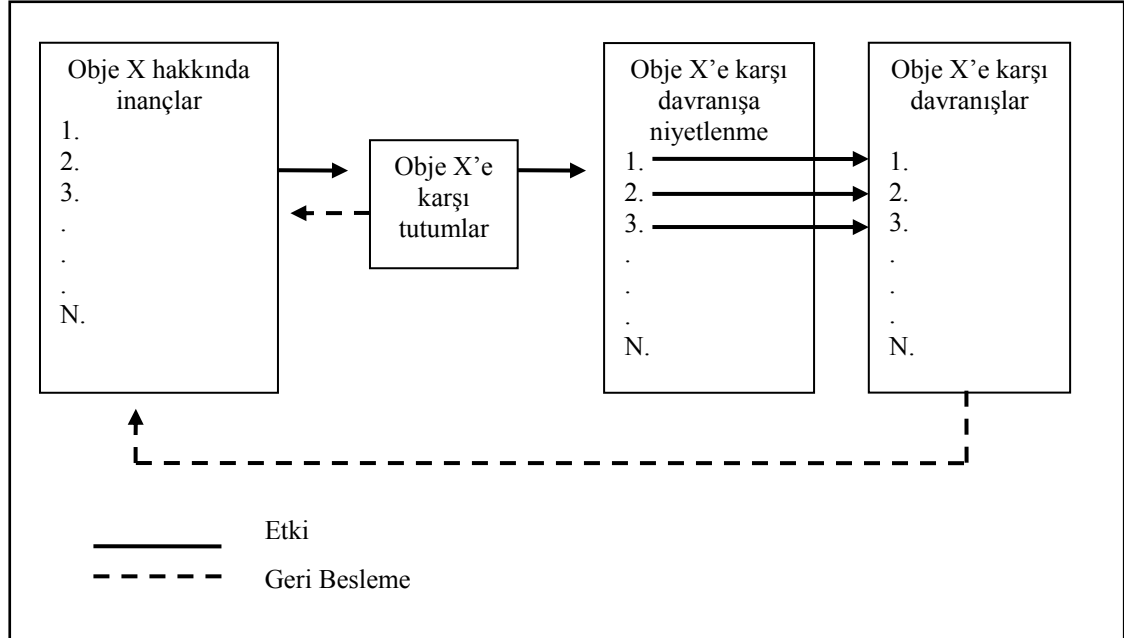 Obje X hakkında
inançlar
1.
2.
3.
.
.
.
N.
Obje X’e
karşı
tutumlar
Obje X’e karşı
davranışa
niyetlenme
1.
2.
3.
.
.
.
N.
Obje X’e karşı
davranışlar
1.
2.
3.
.
.
.
N.
Etki
Geri Besleme